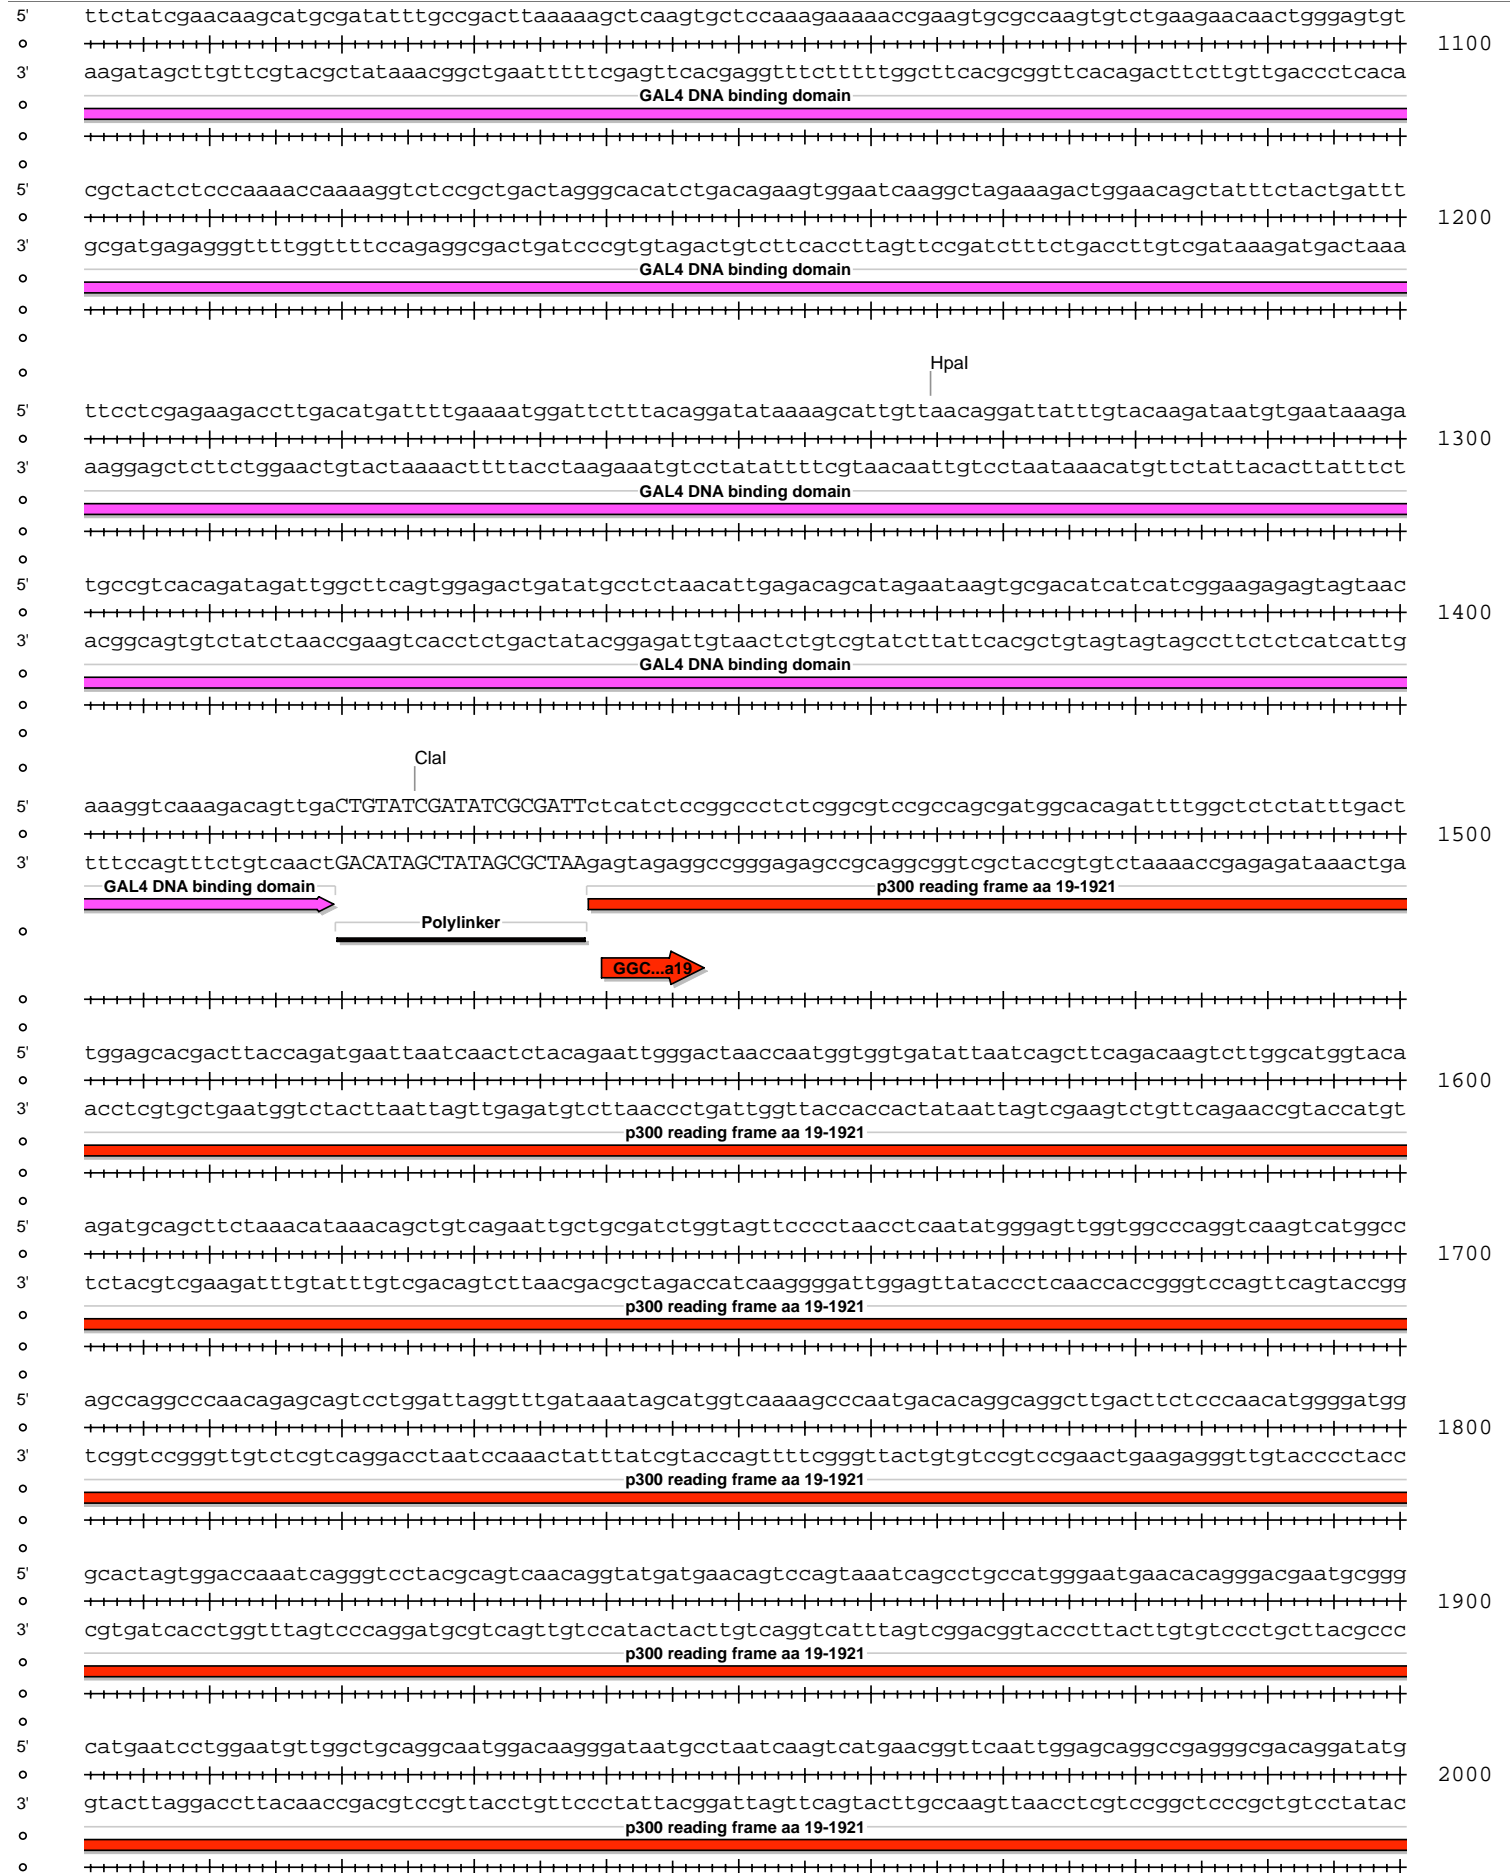 5' ttctatcgaacaagcatgcgatatttgccgacttaaaaagctcaagtgctccaaagaaaaaccgaagtgcgccaagtgtctgaagaacaactgggagtgt
1100
3' aagatagcttgttcgtacgctataaacggctgaatttttcgagttcacgaggtttctttttggcttcacgcggttcacagacttcttgttgaccctcaca
GAL4 DNA binding domain
5' cgctactctcccaaaaccaaaaggtctccgctgactagggcacatctgacagaagtggaatcaaggctagaaagactggaacagctatttctactgattt
1200
3' gcgatgagagggttttggttttccagaggcgactgatcccgtgtagactgtcttcaccttagttccgatctttctgaccttgtcgataaagatgactaaa
GAL4 DNA binding domain
HpaI
5' ttcctcgagaagaccttgacatgattttgaaaatggattctttacaggatataaaagcattgttaacaggattatttgtacaagataatgtgaataaaga
1300
3' aaggagctcttctggaactgtactaaaacttttacctaagaaatgtcctatattttcgtaacaattgtcctaataaacatgttctattacacttatttct
GAL4 DNA binding domain
5' tgccgtcacagatagattggcttcagtggagactgatatgcctctaacattgagacagcatagaataagtgcgacatcatcatcggaagagagtagtaac
1400
3' acggcagtgtctatctaaccgaagtcacctctgactatacggagattgtaactctgtcgtatcttattcacgctgtagtagtagccttctctcatcattg
GAL4 DNA binding domain
ClaI
5' aaaggtcaaagacagttgaCTGTATCGATATCGCGATTctcatctccggccctctcggcgtccgccagcgatggcacagattttggctctctatttgact
1500
3' tttccagtttctgtcaactGACATAGCTATAGCGCTAAgagtagaggccgggagagccgcaggcggtcgctaccgtgtctaaaaccgagagataaactga
GAL4 DNA binding domain p300 reading frame aa 19-1921
Polylinker
GGC...a19
5' tggagcacgacttaccagatgaattaatcaactctacagaattgggactaaccaatggtggtgatattaatcagcttcagacaagtcttggcatggtaca
1600
3' acctcgtgctgaatggtctacttaattagttgagatgtcttaaccctgattggttaccaccactataattagtcgaagtctgttcagaaccgtaccatgt
p300 reading frame aa 19-1921
5' agatgcagcttctaaacataaacagctgtcagaattgctgcgatctggtagttcccctaacctcaatatgggagttggtggcccaggtcaagtcatggcc
1700
3' tctacgtcgaagatttgtatttgtcgacagtcttaacgacgctagaccatcaaggggattggagttataccctcaaccaccgggtccagttcagtaccgg
p300 reading frame aa 19-1921
5' agccaggcccaacagagcagtcctggattaggtttgataaatagcatggtcaaaagcccaatgacacaggcaggcttgacttctcccaacatggggatgg
1800
3' tcggtccgggttgtctcgtcaggacctaatccaaactatttatcgtaccagttttcgggttactgtgtccgtccgaactgaagagggttgtacccctacc
p300 reading frame aa 19-1921
5' gcactagtggaccaaatcagggtcctacgcagtcaacaggtatgatgaacagtccagtaaatcagcctgccatgggaatgaacacagggacgaatgcggg
1900
3' cgtgatcacctggtttagtcccaggatgcgtcagttgtccatactacttgtcaggtcatttagtcggacggtacccttacttgtgtccctgcttacgccc
p300 reading frame aa 19-1921
5' catgaatcctggaatgttggctgcaggcaatggacaagggataatgcctaatcaagtcatgaacggttcaattggagcaggccgagggcgacaggatatg
2000
3' gtacttaggaccttacaaccgacgtccgttacctgttccctattacggattagttcagtacttgccaagttaacctcgtccggctcccgctgtcctatac
p300 reading frame aa 19-1921